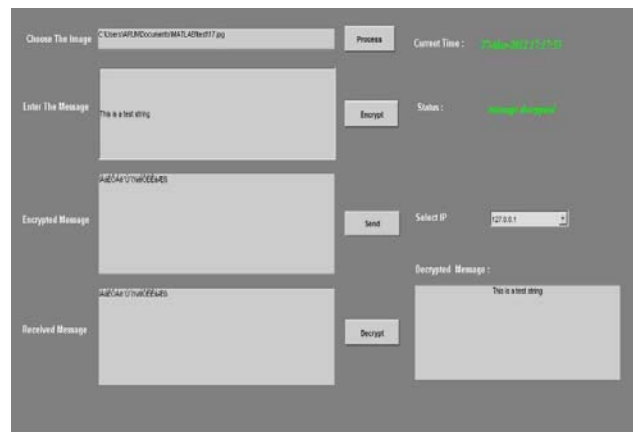 Choose The Image
C:\Users\ARUN\Documents\MATLAB\test\17.jpg
Process
Current Time :
Enter The Message
This is a test string
Encrypt
Status :
Encrypted Message
Send
Select IP
127.0.0.1
Decrypted Message :
This is a test string
Received Message
Decrypt